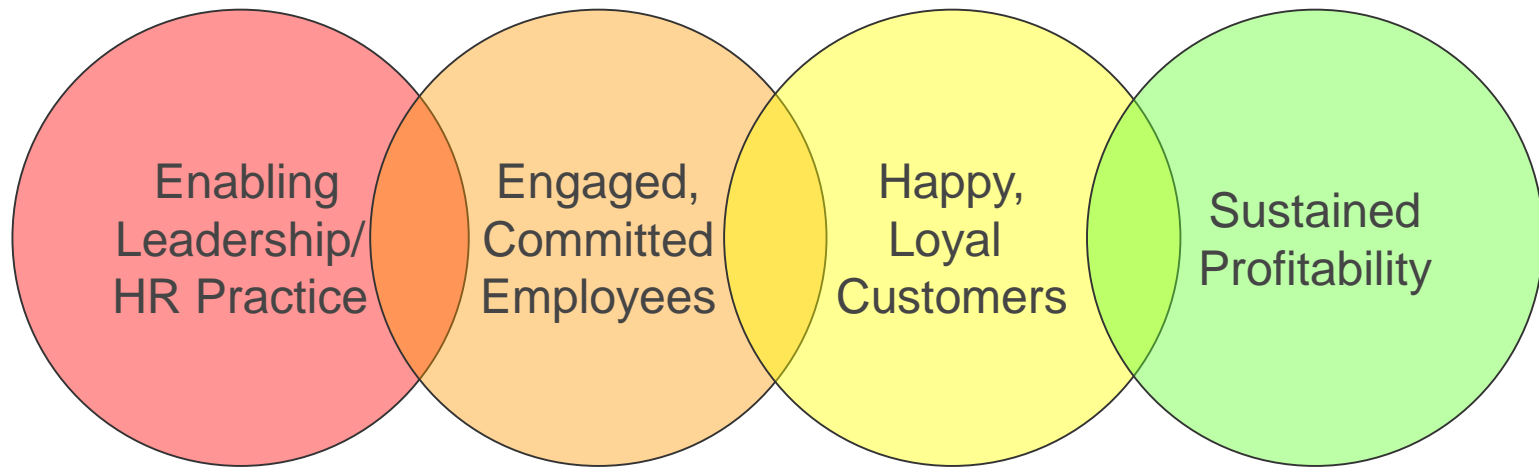 Enabling
Leadership/
HR Practice
Engaged,
Committed
Employees
Happy,
Loyal
Customers
Sustained
Profitability